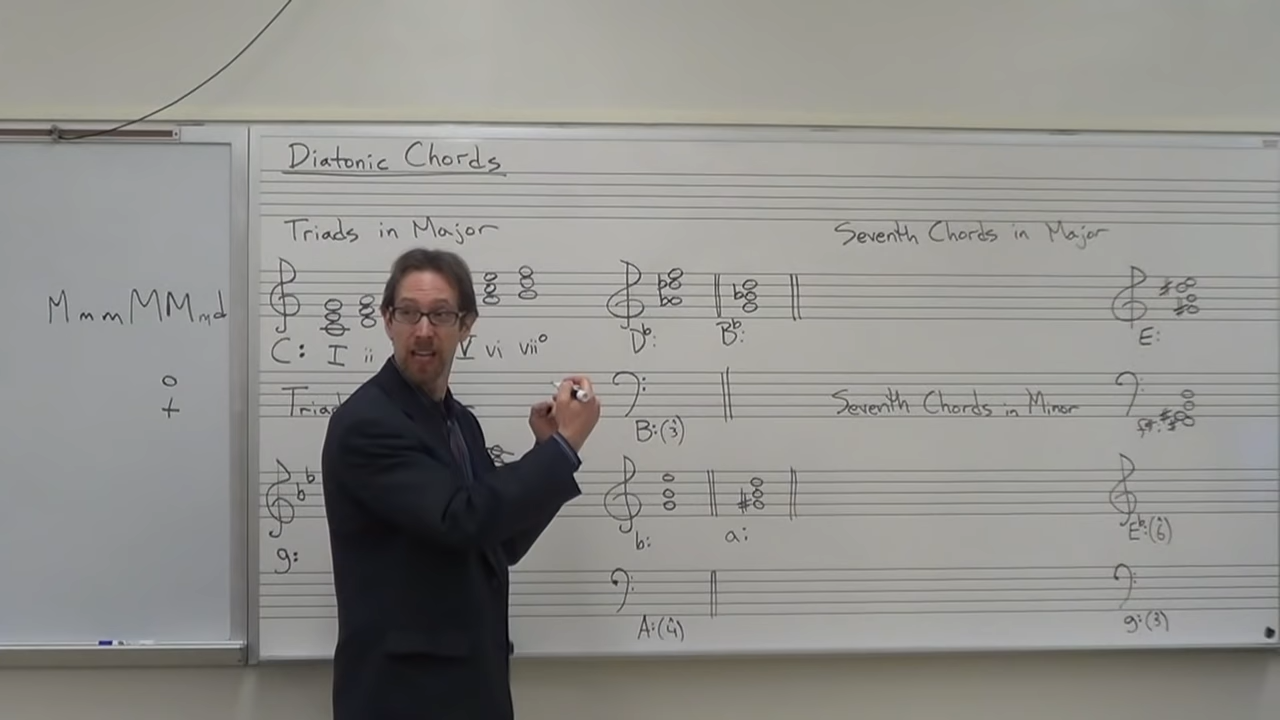 Diatonic Chords
Triads in Major
Seventh Chords in Major
MmmMMmd
o
+
C: I ii V vi vii°
D♭: B♭:
E:
Seventh Chords in Minor
B:(3̂)
f#:
g:
b: a:
E♭:(6̂)
A:(4̂)
g:(3̂)